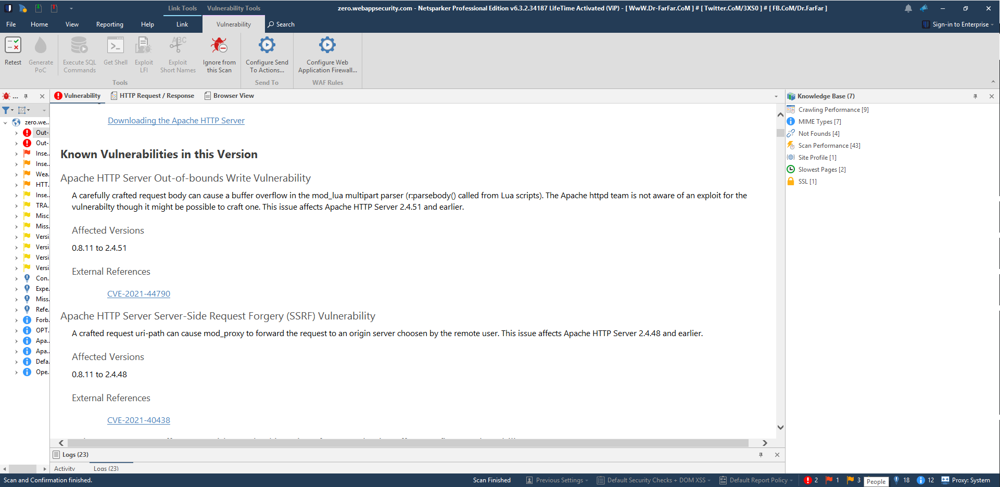 Link Tools
Vulnerability Tools
zero.webappsecurity.com - Netsparker Professional Edition v6.3.2.34187 LifeTime Activated (ViP) - [ WwW.Dr-FarFar.CoM ] # [ Twitter.CoM/3XS0 ] # [ FB.CoM/Dr.FarFar ]
File
Home
View
Reporting
Help
Link
Vulnerability
Search
Sign-in to Enterprise
Retest
Generate
PoC
Execute SQL
Commands
Get Shell
Exploit
LFI
ABC
Exploit
Short Names
Ignore from
this Scan
Configure Send
To Actions...
Configure Web
Application Firewall...
Tools
Send To
WAF Rules
...
Vulnerability
HTTP Request / Response
Browser View
Knowledge Base (7)
zero.we...
Out-
Out-
Inse...
Inse...
Wea...
HTT...
Inse...
TRA...
Misc...
Miss...
Versi
Versi
Versi
Versi
Con...
Expe...
Miss...
Refe...
Forb...
OPT...
Apa...
Apa...
Defa...
Ope...
Downloading the Apache HTTP Server
Known Vulnerabilities in this Version
Apache HTTP Server Out-of-bounds Write Vulnerability
A carefully crafted request body can cause a buffer overflow in the mod_lua multipart parser (r:parsebody() called from Lua scripts). The Apache httpd team is not aware of an exploit for the
vulnerabilty though it might be possible to craft one. This issue affects Apache HTTP Server 2.4.51 and earlier.
Affected Versions
0.8.11 to 2.4.51
External References
CVE-2021-44790
Apache HTTP Server Server-Side Request Forgery (SSRF) Vulnerability
A crafted request uri-path can cause mod_proxy to forward the request to an origin server choosen by the remote user. This issue affects Apache HTTP Server 2.4.48 and earlier.
Affected Versions
0.8.11 to 2.4.48
External References
CVE-2021-40438
Crawling Performance [9]
MIME Types [7]
Not Founds [4]
Scan Performance [43]
Site Profile [1]
Slowest Pages [2]
SSL [1]
Logs (23)
Activity
Logs (23)
Scan and Confirmation finished.
Scan Finished
Previous Settings
Default Security Checks + DOM XSS
Default Report Policy
2
1
3
People
18
12
Proxy: System